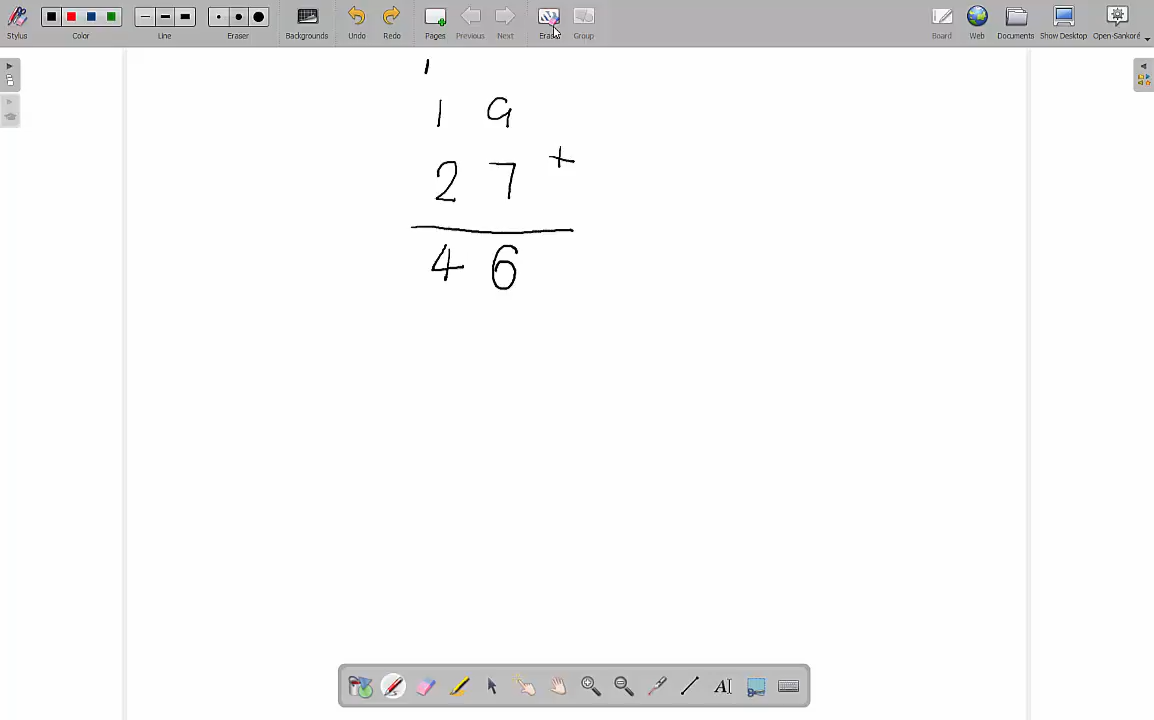 Stylus Color Line Eraser Backgrounds Undo Redo Pages Previous Next Erase Group Board Web Documents Show Desktop Open-Sankoré
1
1 9
2 7 +
4 6